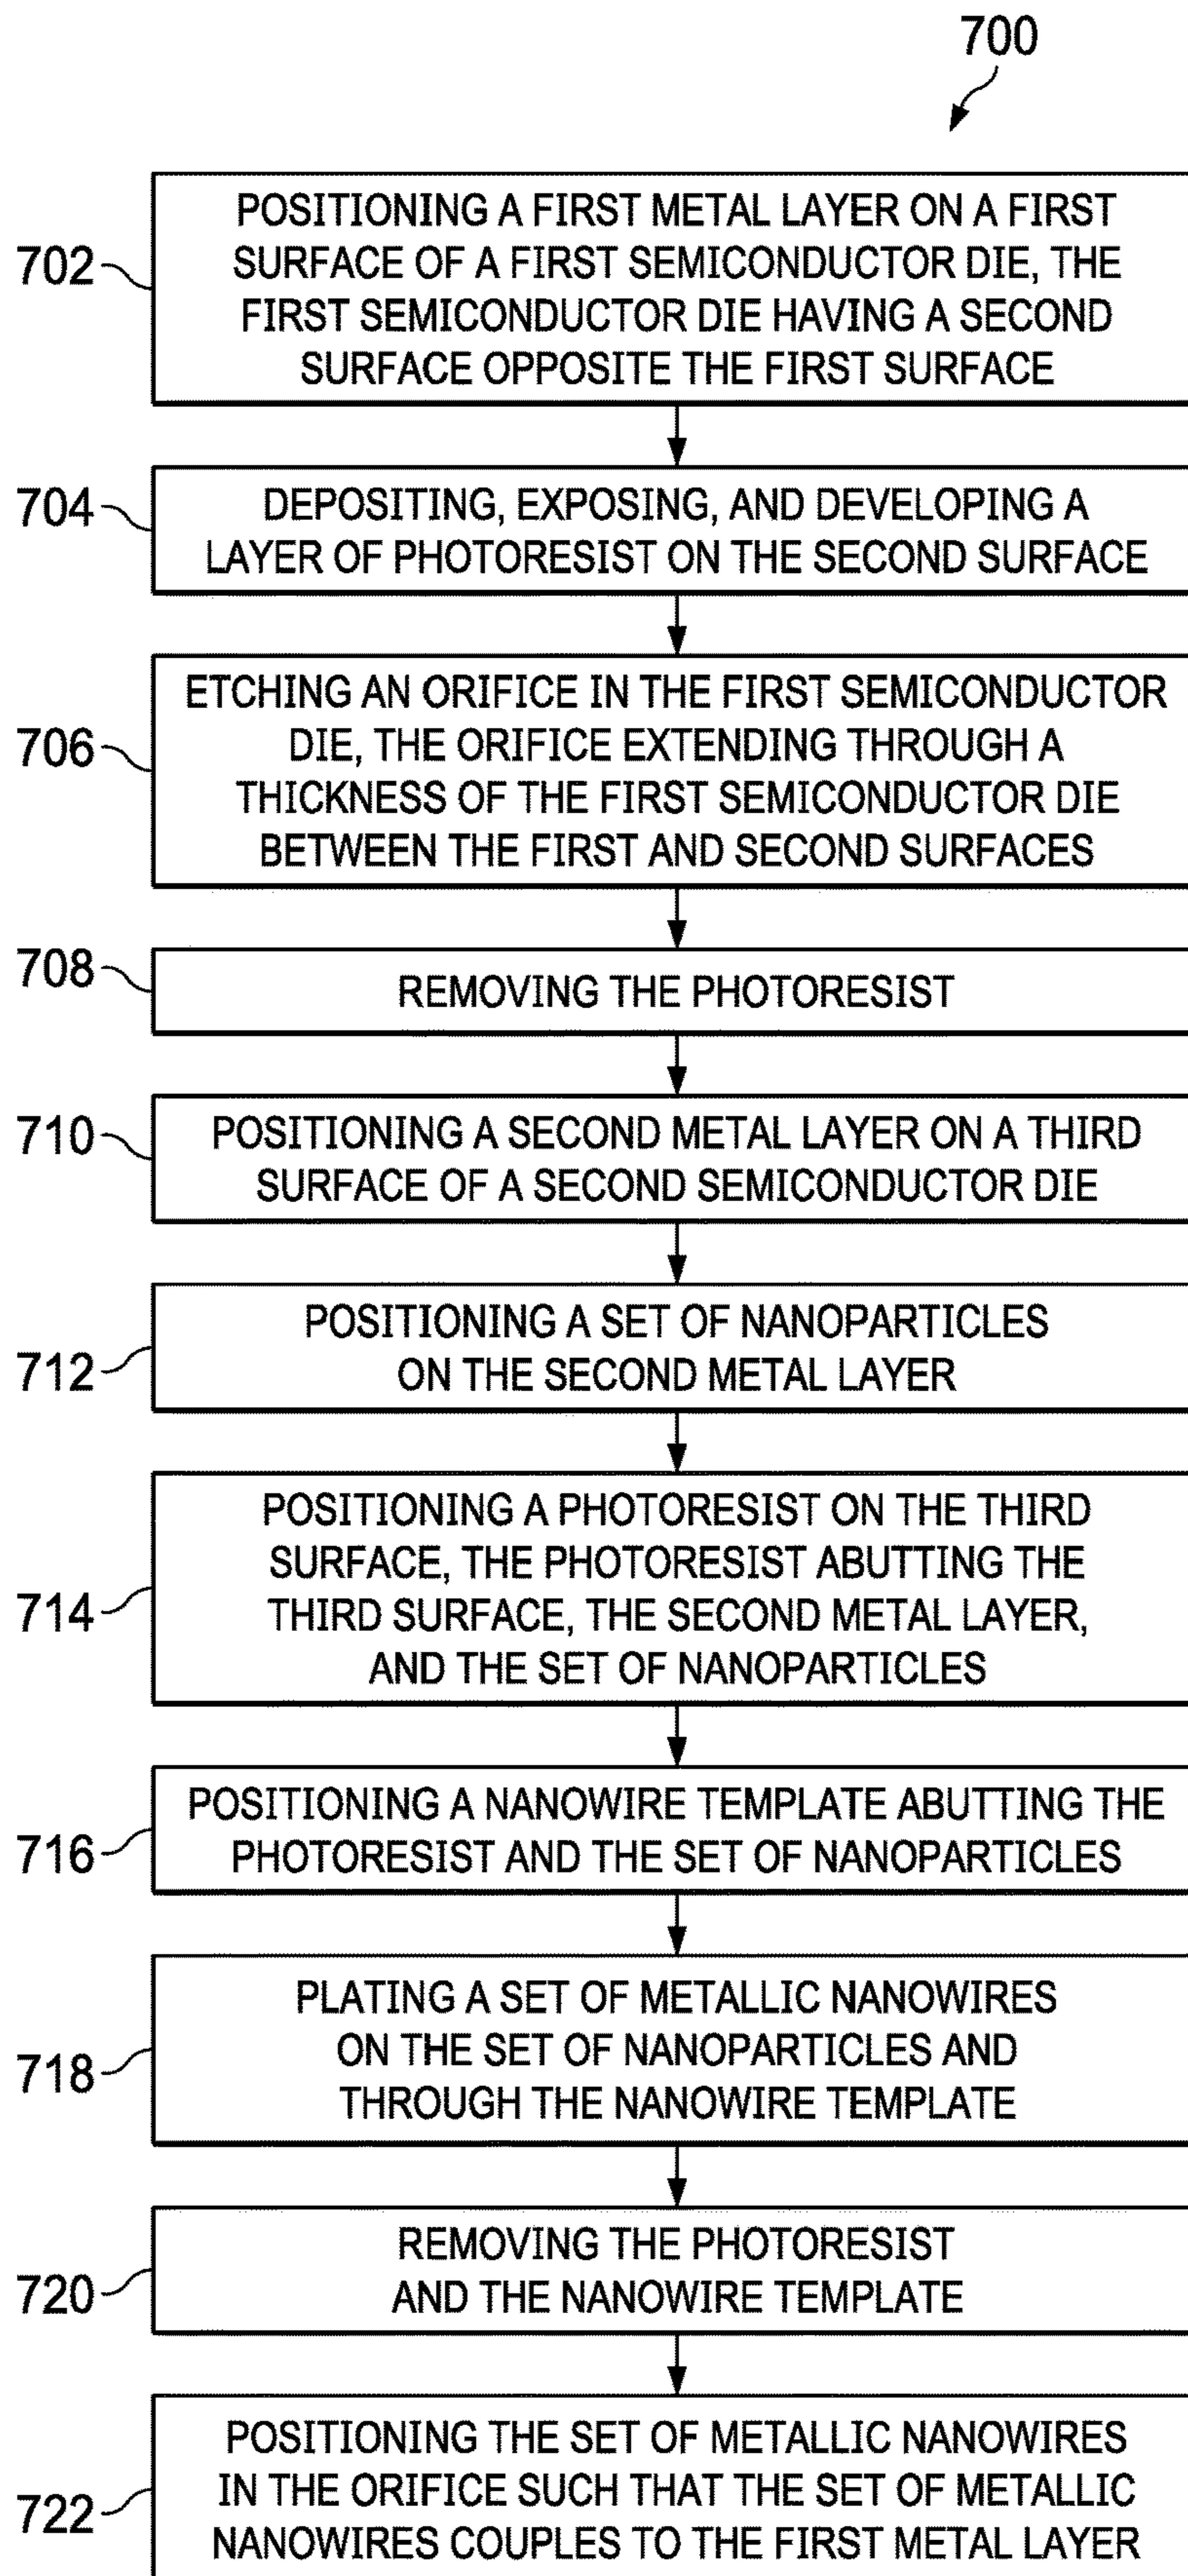 700
702
POSITIONING A FIRST METAL LAYER ON A FIRST
SURFACE OF A FIRST SEMICONDUCTOR DIE, THE
FIRST SEMICONDUCTOR DIE HAVING A SECOND
SURFACE OPPOSITE THE FIRST SURFACE
704
DEPOSITING, EXPOSING, AND DEVELOPING A
LAYER OF PHOTORESIST ON THE SECOND SURFACE
706
ETCHING AN ORIFICE IN THE FIRST SEMICONDUCTOR
DIE, THE ORIFICE EXTENDING THROUGH A
THICKNESS OF THE FIRST SEMICONDUCTOR DIE
BETWEEN THE FIRST AND SECOND SURFACES
708
REMOVING THE PHOTORESIST
710
POSITIONING A SECOND METAL LAYER ON A THIRD
SURFACE OF A SECOND SEMICONDUCTOR DIE
712
POSITIONING A SET OF NANOPARTICLES
ON THE SECOND METAL LAYER
714
POSITIONING A PHOTORESIST ON THE THIRD
SURFACE, THE PHOTORESIST ABUTTING THE
THIRD SURFACE, THE SECOND METAL LAYER,
AND THE SET OF NANOPARTICLES
716
POSITIONING A NANOWIRE TEMPLATE ABUTTING THE
PHOTORESIST AND THE SET OF NANOPARTICLES
718
PLATING A SET OF METALLIC NANOWIRES
ON THE SET OF NANOPARTICLES AND
THROUGH THE NANOWIRE TEMPLATE
720
REMOVING THE PHOTORESIST
AND THE NANOWIRE TEMPLATE
722
POSITIONING THE SET OF METALLIC NANOWIRES
IN THE ORIFICE SUCH THAT THE SET OF METALLIC
NANOWIRES COUPLES TO THE FIRST METAL LAYER